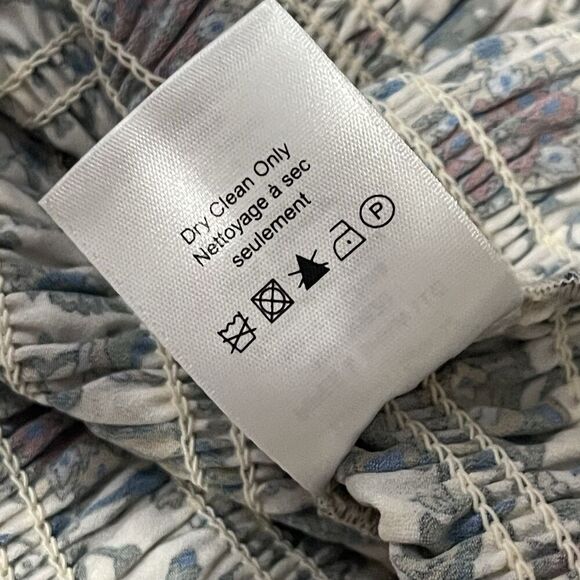 Dry Clean Only
Nettoyage à sec
seulement
P